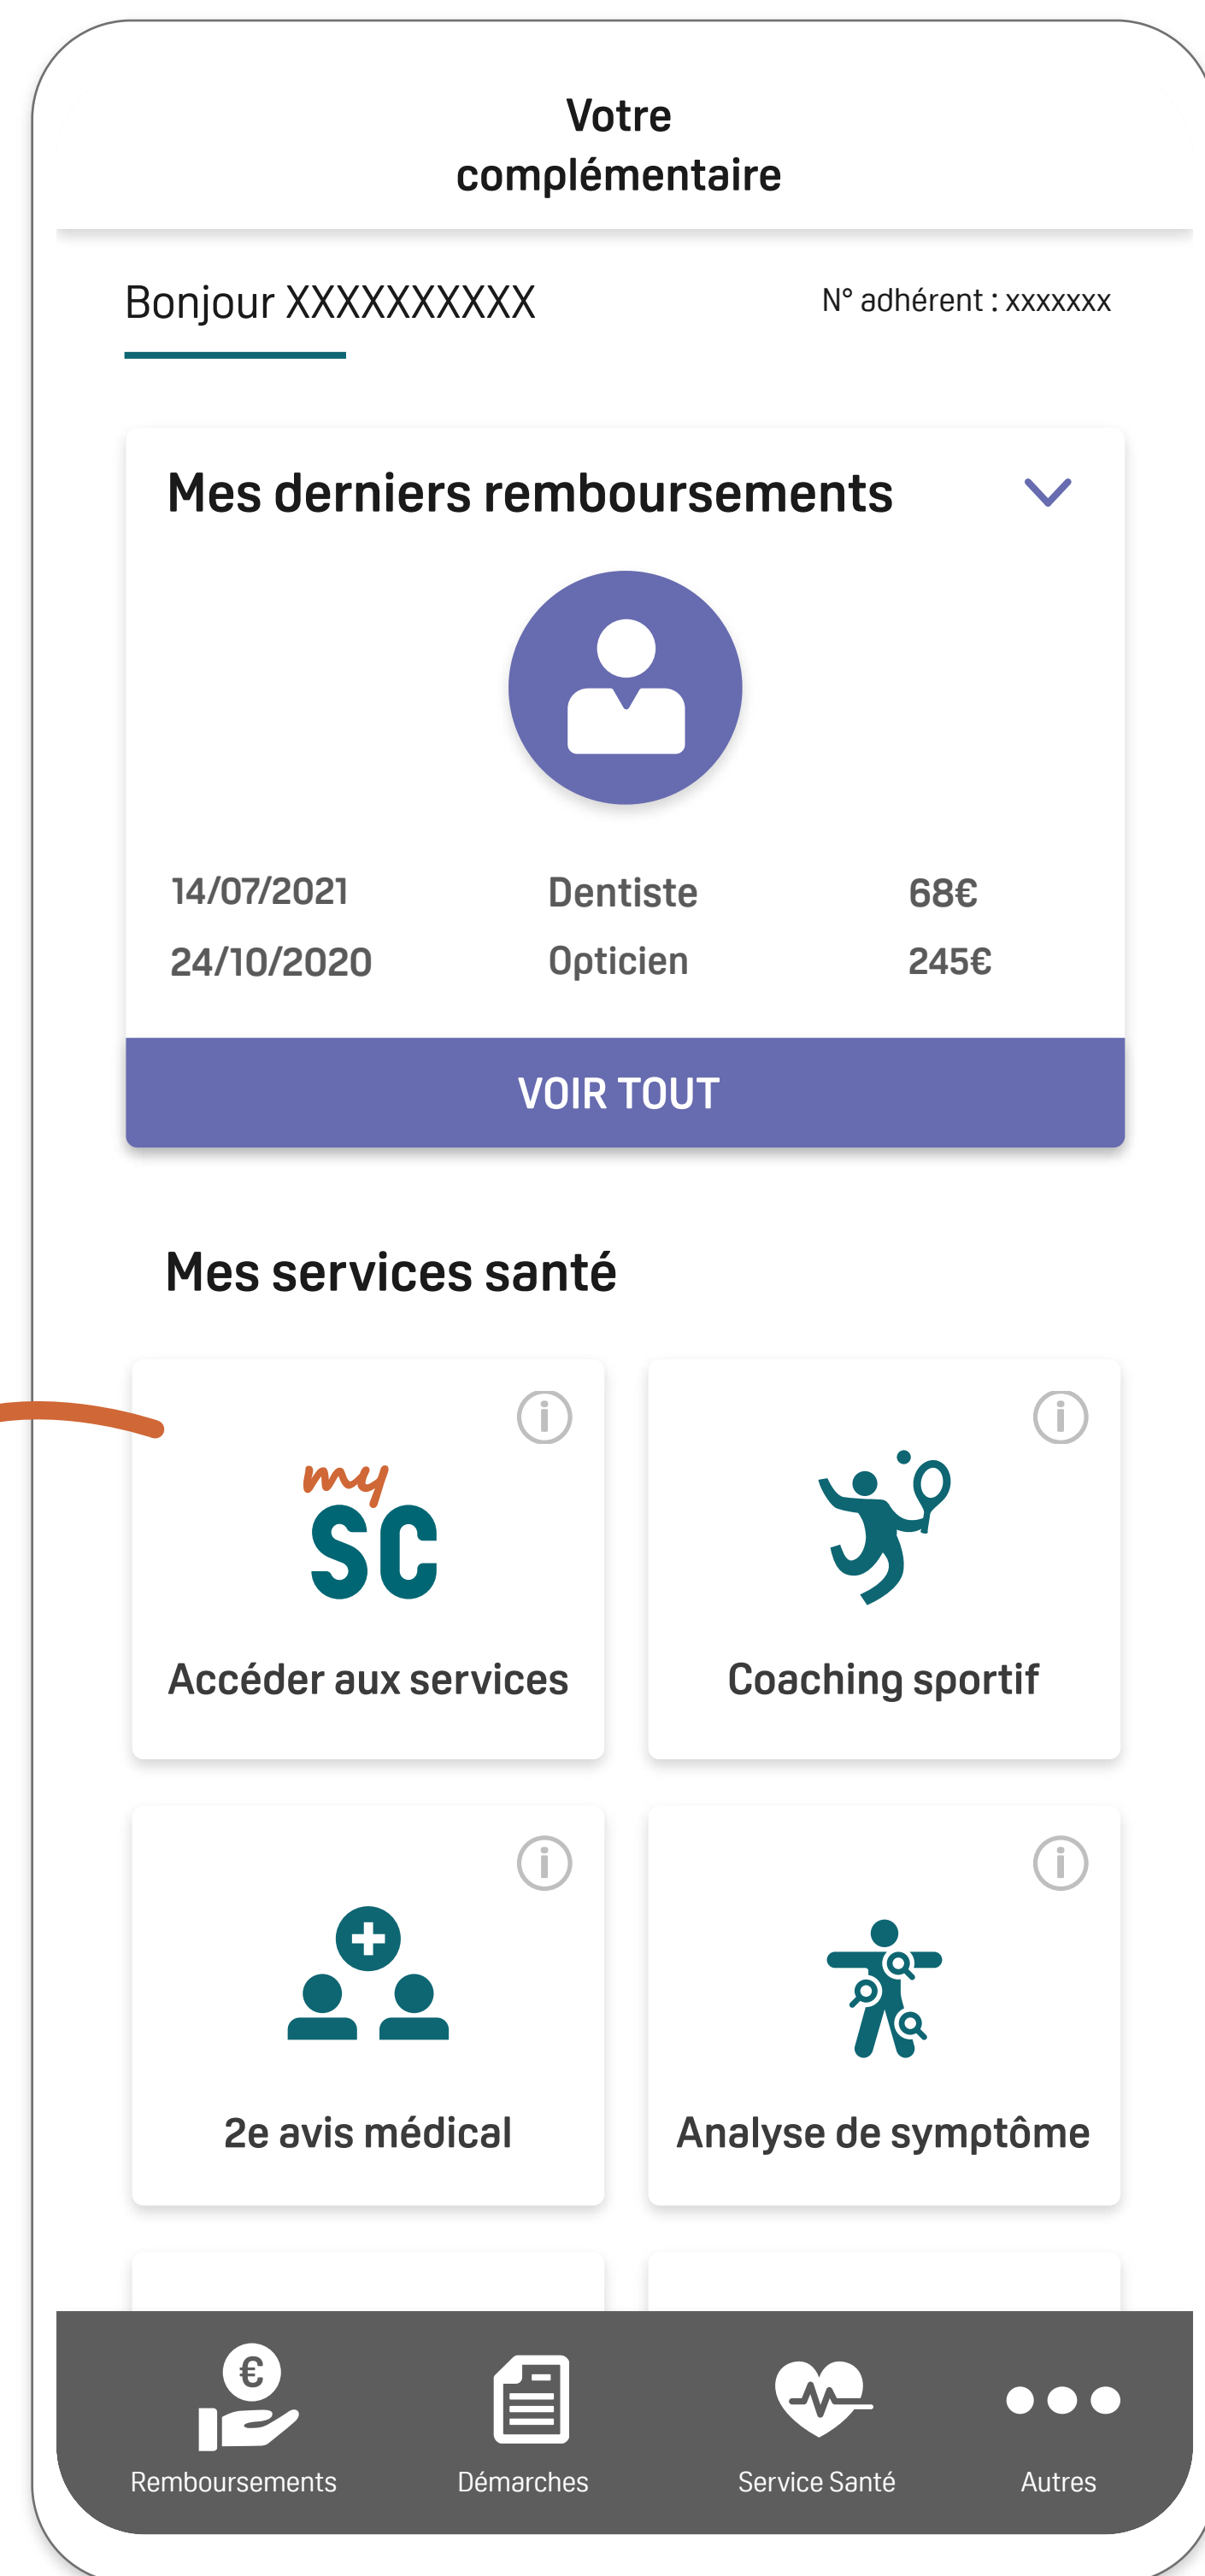 Votre
complémentaire
Bonjour XXXXXXXXXX
N° adhérent : xxxxxxx
Mes derniers remboursements
14/07/2021 Dentiste 68€
24/10/2020 Opticien 245€
VOIR TOUT
Mes services santé
my
SC
Accéder aux services
Coaching sportif
2e avis médical
Analyse de symptôme
€
Remboursements
Démarches
Service Santé
Autres